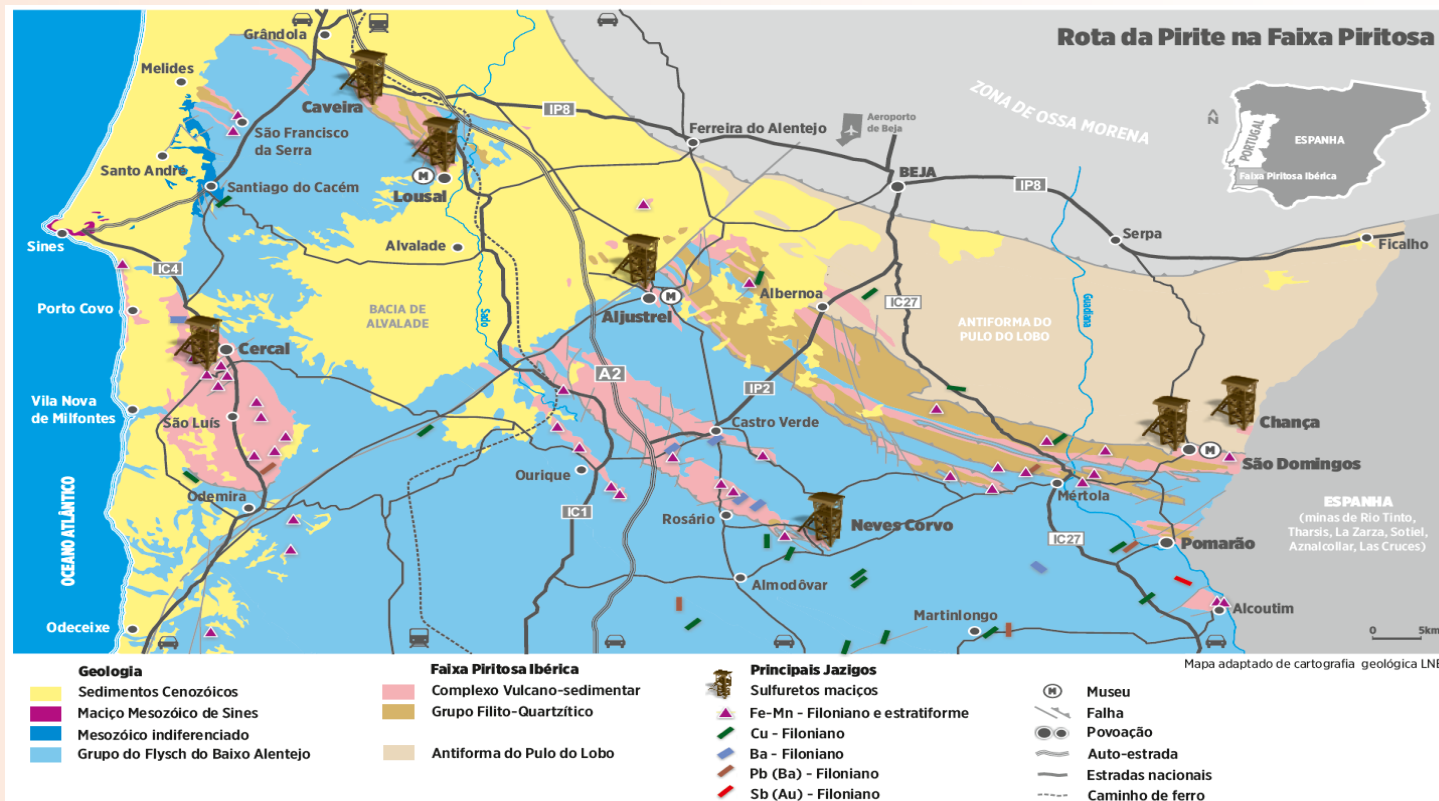 Rota da Pirite na Faixa Piritosa
Grândola
Melides
Caveira
IP8
ZONA DE OSSA MORENA
N
PORTUGAL
ESPANHA
Faixa Piritosa Ibérica
São Francisco
da Serra
Ferreira do Alentejo
Aeroporto
de Beja
Santo André
M
Lousal
BEJA
IP8
Santiago do Cacém
Sines
Alvalade
Serpa
Ficalho
IC4
Porto Covo
BACIA DE
ALVALADE
Sado
Aljustrel
M
Albernoa
IC27
Guadiana
ANTIFORMA DO
PULO DO LOBO
Cercal
A2
IP2
Vila Nova
de Milfontes
São Luís
Castro Verde
Chança
M
São Domingos
Ourique
Mértola
Odemira
OCEANO ATLÂNTICO
IC1
Rosário
Neves Corvo
ESPANHA
(minas de Rio Tinto,
Tharsis, La Zarza, Sotiel,
Aznalcollar, Las Cruces)
IC27
Pomarão
Almodôvar
Alcoutim
Martinlongo
Odeceixe
0 5km
Mapa adaptado de cartografia geológica LNE
Geologia
Sedimentos Cenozóicos
Maciço Mesozóico de Sines
Mesozóico indiferenciado
Grupo do Flysch do Baixo Alentejo
Faixa Piritosa Ibérica
Complexo Vulcano-sedimentar
Grupo Filito-Quartzítico
Antiforma do Pulo do Lobo
Principais Jazigos
Sulfuretos maciços
Fe-Mn - Filoniano e estratiforme
Cu - Filoniano
Ba - Filoniano
Pb (Ba) - Filoniano
Sb (Au) - Filoniano
M Museu
Falha
Povoação
Auto-estrada
Estradas nacionais
Caminho de ferro